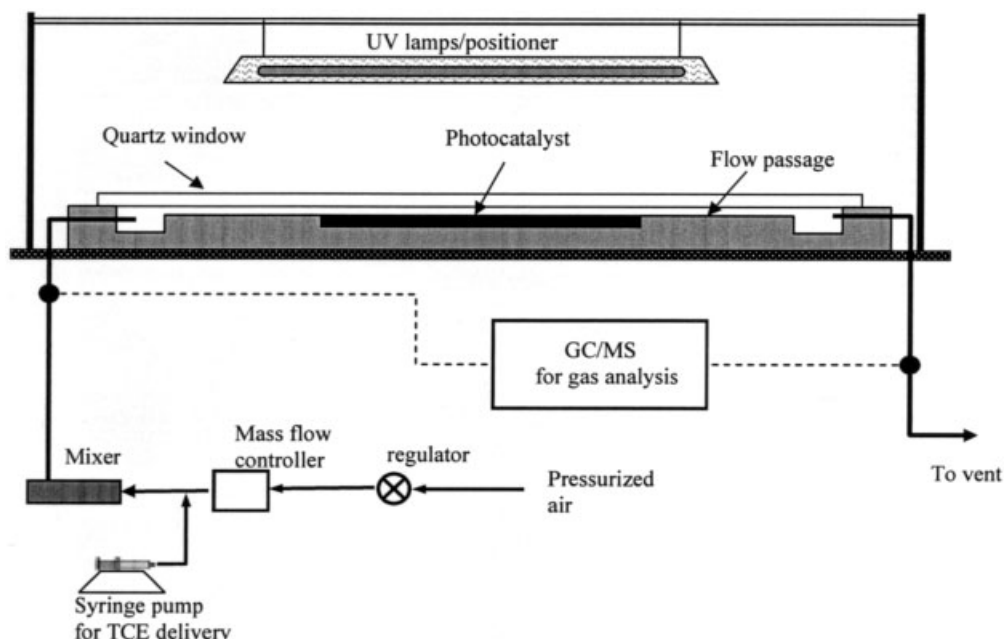 UV lamps/positioner
Quartz window
Photocatalyst
Flow passage
GC/MS
for gas analysis
Mass flow
controller
regulator
Mixer
Pressurized
air
To vent
Syringe pump
for TCE delivery